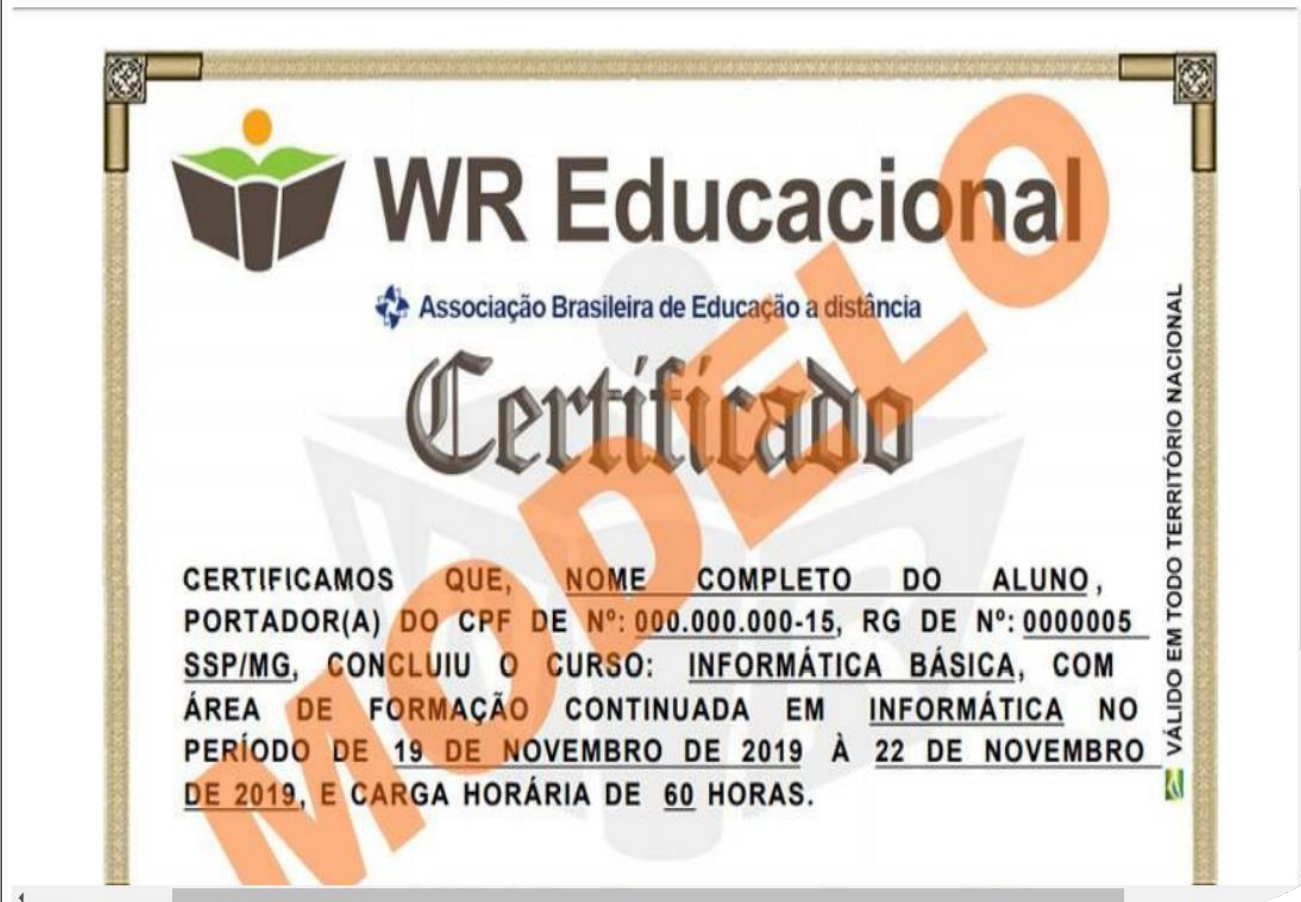 WR Educacional
Associação Brasileira de Educação a distância
Certificado
CERTIFICAMOS QUE, NOME COMPLETO DO ALUNO,
PORTADOR(A) DO CPF DE Nº: 000.000.000-15, RG DE Nº: 0000005
SSP/MG, CONCLUIU O CURSO: INFORMÁTICA BÁSICA, COM
ÁREA DE FORMAÇÃO CONTINUADA EM INFORMÁTICA NO
PERÍODO DE 19 DE NOVEMBRO DE 2019 À 22 DE NOVEMBRO
DE 2019, E CARGA HORÁRIA DE 60 HORAS.
VÁLIDO EM TODO TERRITÓRIO NACIONAL
MODELO